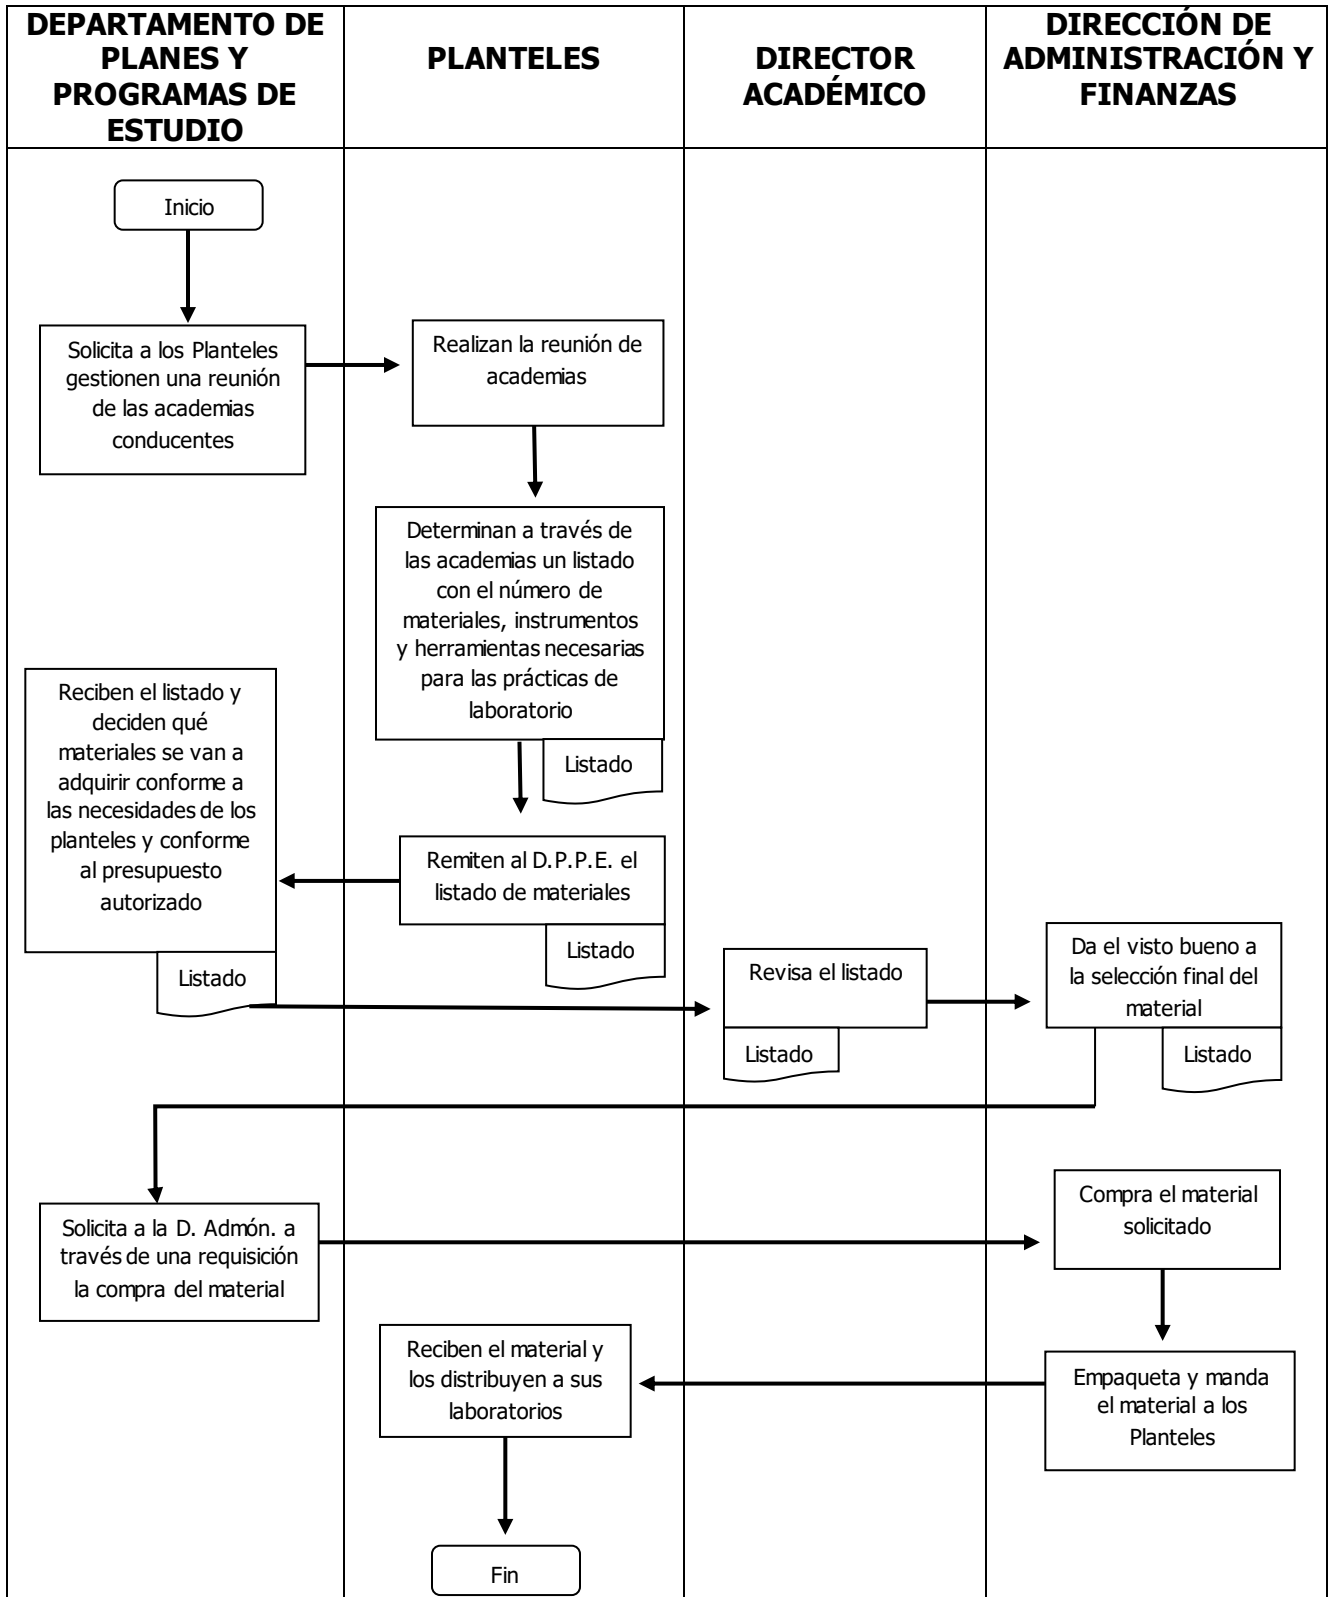 DEPARTAMENTO DE
PLANES Y
PROGRAMAS DE
ESTUDIO
PLANTELES
DIRECTOR
ACADÉMICO
DIRECCIÓN DE
ADMINISTRACIÓN Y
FINANZAS
Inicio
Solicita a los Planteles
gestionen una reunión
de las academias
conducentes
Realizan la reunión de
academias
Determinan a través de
las academias un listado
con el número de
materiales, instrumentos
y herramientas necesarias
para las prácticas de
laboratorio
Listado
Remiten al D.P.P.E. el
listado de materiales
Listado
Reciben el listado y
deciden qué
materiales se van a
adquirir conforme a
las necesidades de los
planteles y conforme
al presupuesto
autorizado
Listado
Revisa el listado
Listado
Da el visto bueno a
la selección final del
material
Listado
Solicita a la D. Admón. a
través de una requisición
la compra del material
Compra el material
solicitado
Empaqueta y manda
el material a los
Planteles
Reciben el material y
los distribuyen a sus
laboratorios
Fin